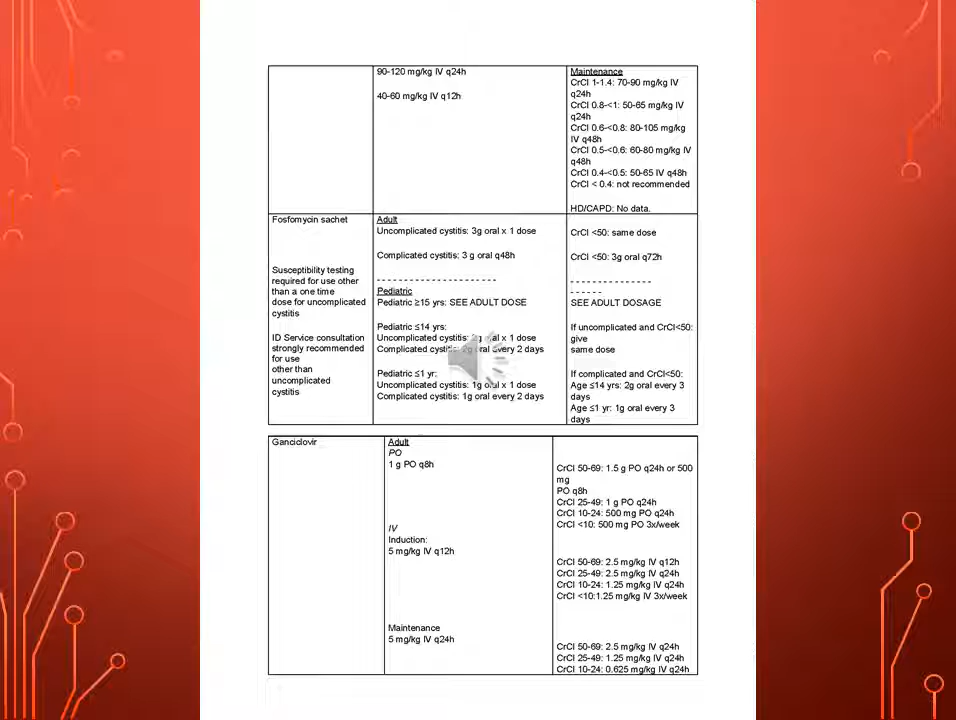 90-120 mg/kg IV q24h
40-60 mg/kg IV q12h
Maintenance
CrCl 1-1.4: 70-90 mg/kg IV
q24h
CrCl 0.8-<1: 50-65 mg/kg IV
q24h
CrCl 0.6-<0.8: 80-105 mg/kg
IV q48h
CrCl 0.5-<0.6: 60-80 mg/kg IV
q48h
CrCl 0.4-<0.5: 50-65 IV q48h
CrCl < 0.4: not recommended
HD/CAPD: No data.
Fosfomycin sachet
Susceptibility testing
required for use other
than a one time
dose for uncomplicated
cystitis
ID Service consultation
strongly recommended
for use
other than
uncomplicated
cystitis
Adult
Uncomplicated cystitis: 3g oral x 1 dose
Complicated cystitis: 3 g oral q48h
- - - - - - - - - - - - - - - - - - - - - -
Pediatric
Pediatric ≥15 yrs: SEE ADULT DOSE
Pediatric ≤14 yrs:
Uncomplicated cystitis: 2g oral x 1 dose
Complicated cystitis: 2g oral every 2 days
Pediatric ≤1 yr:
Uncomplicated cystitis: 1g oral x 1 dose
Complicated cystitis: 1g oral every 2 days
CrCl <50: same dose
CrCl <50: 3g oral q72h
- - - - - - - - - - - - - - -
- - - - - -
SEE ADULT DOSAGE
If uncomplicated and CrCl<50:
give
same dose
If complicated and CrCl<50:
Age ≤14 yrs: 2g oral every 3
days
Age ≤1 yr: 1g oral every 3
days
Ganciclovir
Adult
PO
1 g PO q8h
IV
Induction:
5 mg/kg IV q12h
Maintenance
5 mg/kg IV q24h
CrCl 50-69: 1.5 g PO q24h or 500
mg
PO q8h
CrCl 25-49: 1 g PO q24h
CrCl 10-24: 500 mg PO q24h
CrCl <10: 500 mg PO 3x/week
CrCl 50-69: 2.5 mg/kg IV q12h
CrCl 25-49: 2.5 mg/kg IV q24h
CrCl 10-24: 1.25 mg/kg IV q24h
CrCl <10:1.25 mg/kg IV 3x/week
CrCl 50-69: 2.5 mg/kg IV q24h
CrCl 25-49: 1.25 mg/kg IV q24h
CrCl 10-24: 0.625 mg/kg IV q24h